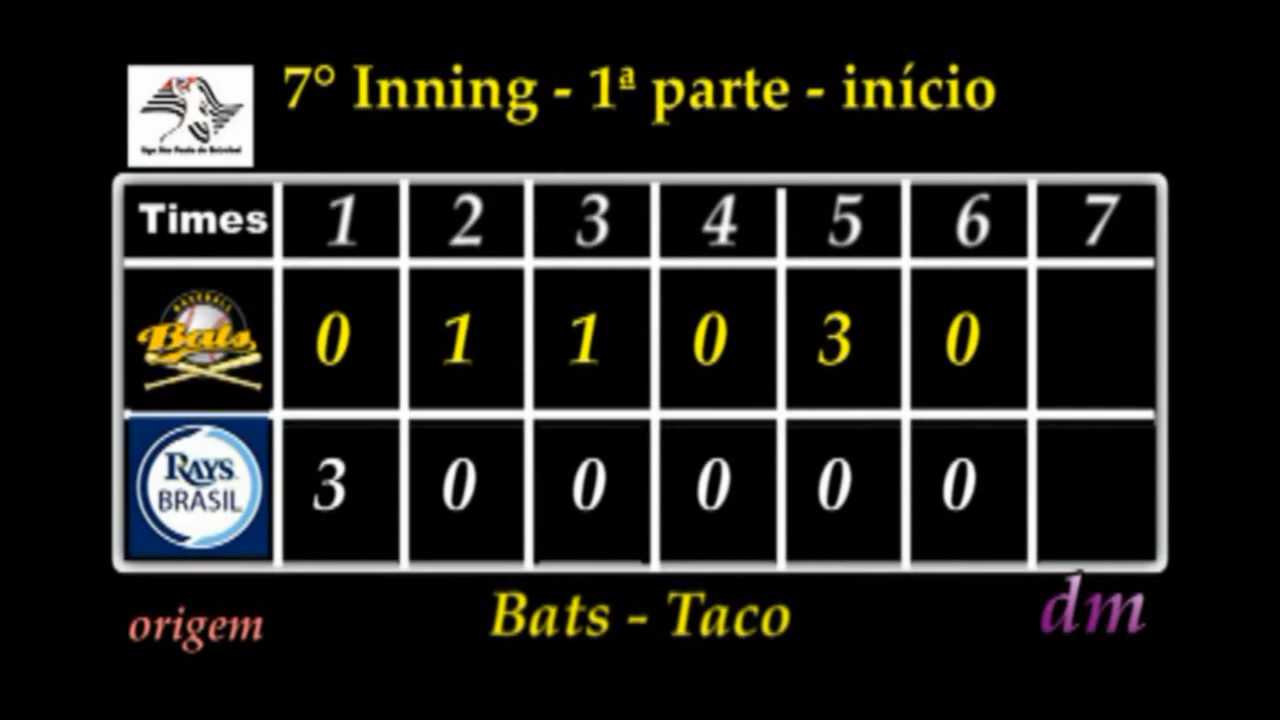 7° Inning - 1ª parte - início
Times 1 2 3 4 5 6 7
BASEBALL
Bats 0 1 1 0 3 0
RAYS
BRASIL 3 0 0 0 0 0
origem Bats - Taco dm